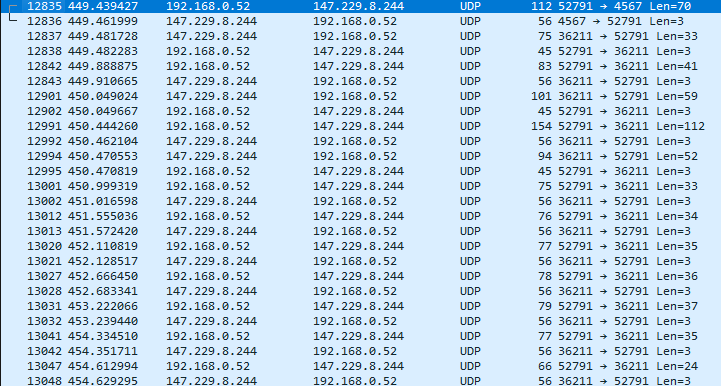 12835 449.439427 192.168.0.52 147.229.8.244 UDP 112 52791 → 4567 Len=70
12836 449.461999 147.229.8.244 192.168.0.52 UDP 56 4567 → 52791 Len=3
12837 449.481728 147.229.8.244 192.168.0.52 UDP 75 36211 → 52791 Len=33
12838 449.482283 192.168.0.52 147.229.8.244 UDP 45 52791 → 36211 Len=3
12842 449.888875 192.168.0.52 147.229.8.244 UDP 83 52791 → 36211 Len=41
12843 449.910665 147.229.8.244 192.168.0.52 UDP 56 36211 → 52791 Len=3
12901 450.049024 147.229.8.244 192.168.0.52 UDP 101 36211 → 52791 Len=59
12902 450.049667 192.168.0.52 147.229.8.244 UDP 45 52791 → 36211 Len=3
12991 450.444260 192.168.0.52 147.229.8.244 UDP 154 52791 → 36211 Len=112
12992 450.462104 147.229.8.244 192.168.0.52 UDP 56 36211 → 52791 Len=3
12994 450.470553 147.229.8.244 192.168.0.52 UDP 94 36211 → 52791 Len=52
12995 450.470819 192.168.0.52 147.229.8.244 UDP 45 52791 → 36211 Len=3
13001 450.999319 192.168.0.52 147.229.8.244 UDP 75 52791 → 36211 Len=33
13002 451.016598 147.229.8.244 192.168.0.52 UDP 56 36211 → 52791 Len=3
13012 451.555036 192.168.0.52 147.229.8.244 UDP 76 52791 → 36211 Len=34
13013 451.572420 147.229.8.244 192.168.0.52 UDP 56 36211 → 52791 Len=3
13020 452.110819 192.168.0.52 147.229.8.244 UDP 77 52791 → 36211 Len=35
13021 452.128517 147.229.8.244 192.168.0.52 UDP 56 36211 → 52791 Len=3
13027 452.666450 192.168.0.52 147.229.8.244 UDP 78 52791 → 36211 Len=36
13028 452.683341 147.229.8.244 192.168.0.52 UDP 56 36211 → 52791 Len=3
13031 453.222066 192.168.0.52 147.229.8.244 UDP 79 52791 → 36211 Len=37
13032 453.239440 147.229.8.244 192.168.0.52 UDP 56 36211 → 52791 Len=3
13041 454.334510 192.168.0.52 147.229.8.244 UDP 77 52791 → 36211 Len=35
13042 454.351711 147.229.8.244 192.168.0.52 UDP 56 36211 → 52791 Len=3
13047 454.612994 192.168.0.52 147.229.8.244 UDP 66 52791 → 36211 Len=24
13048 454.629295 147.229.8.244 192.168.0.52 UDP 56 36211 → 52791 Len=3